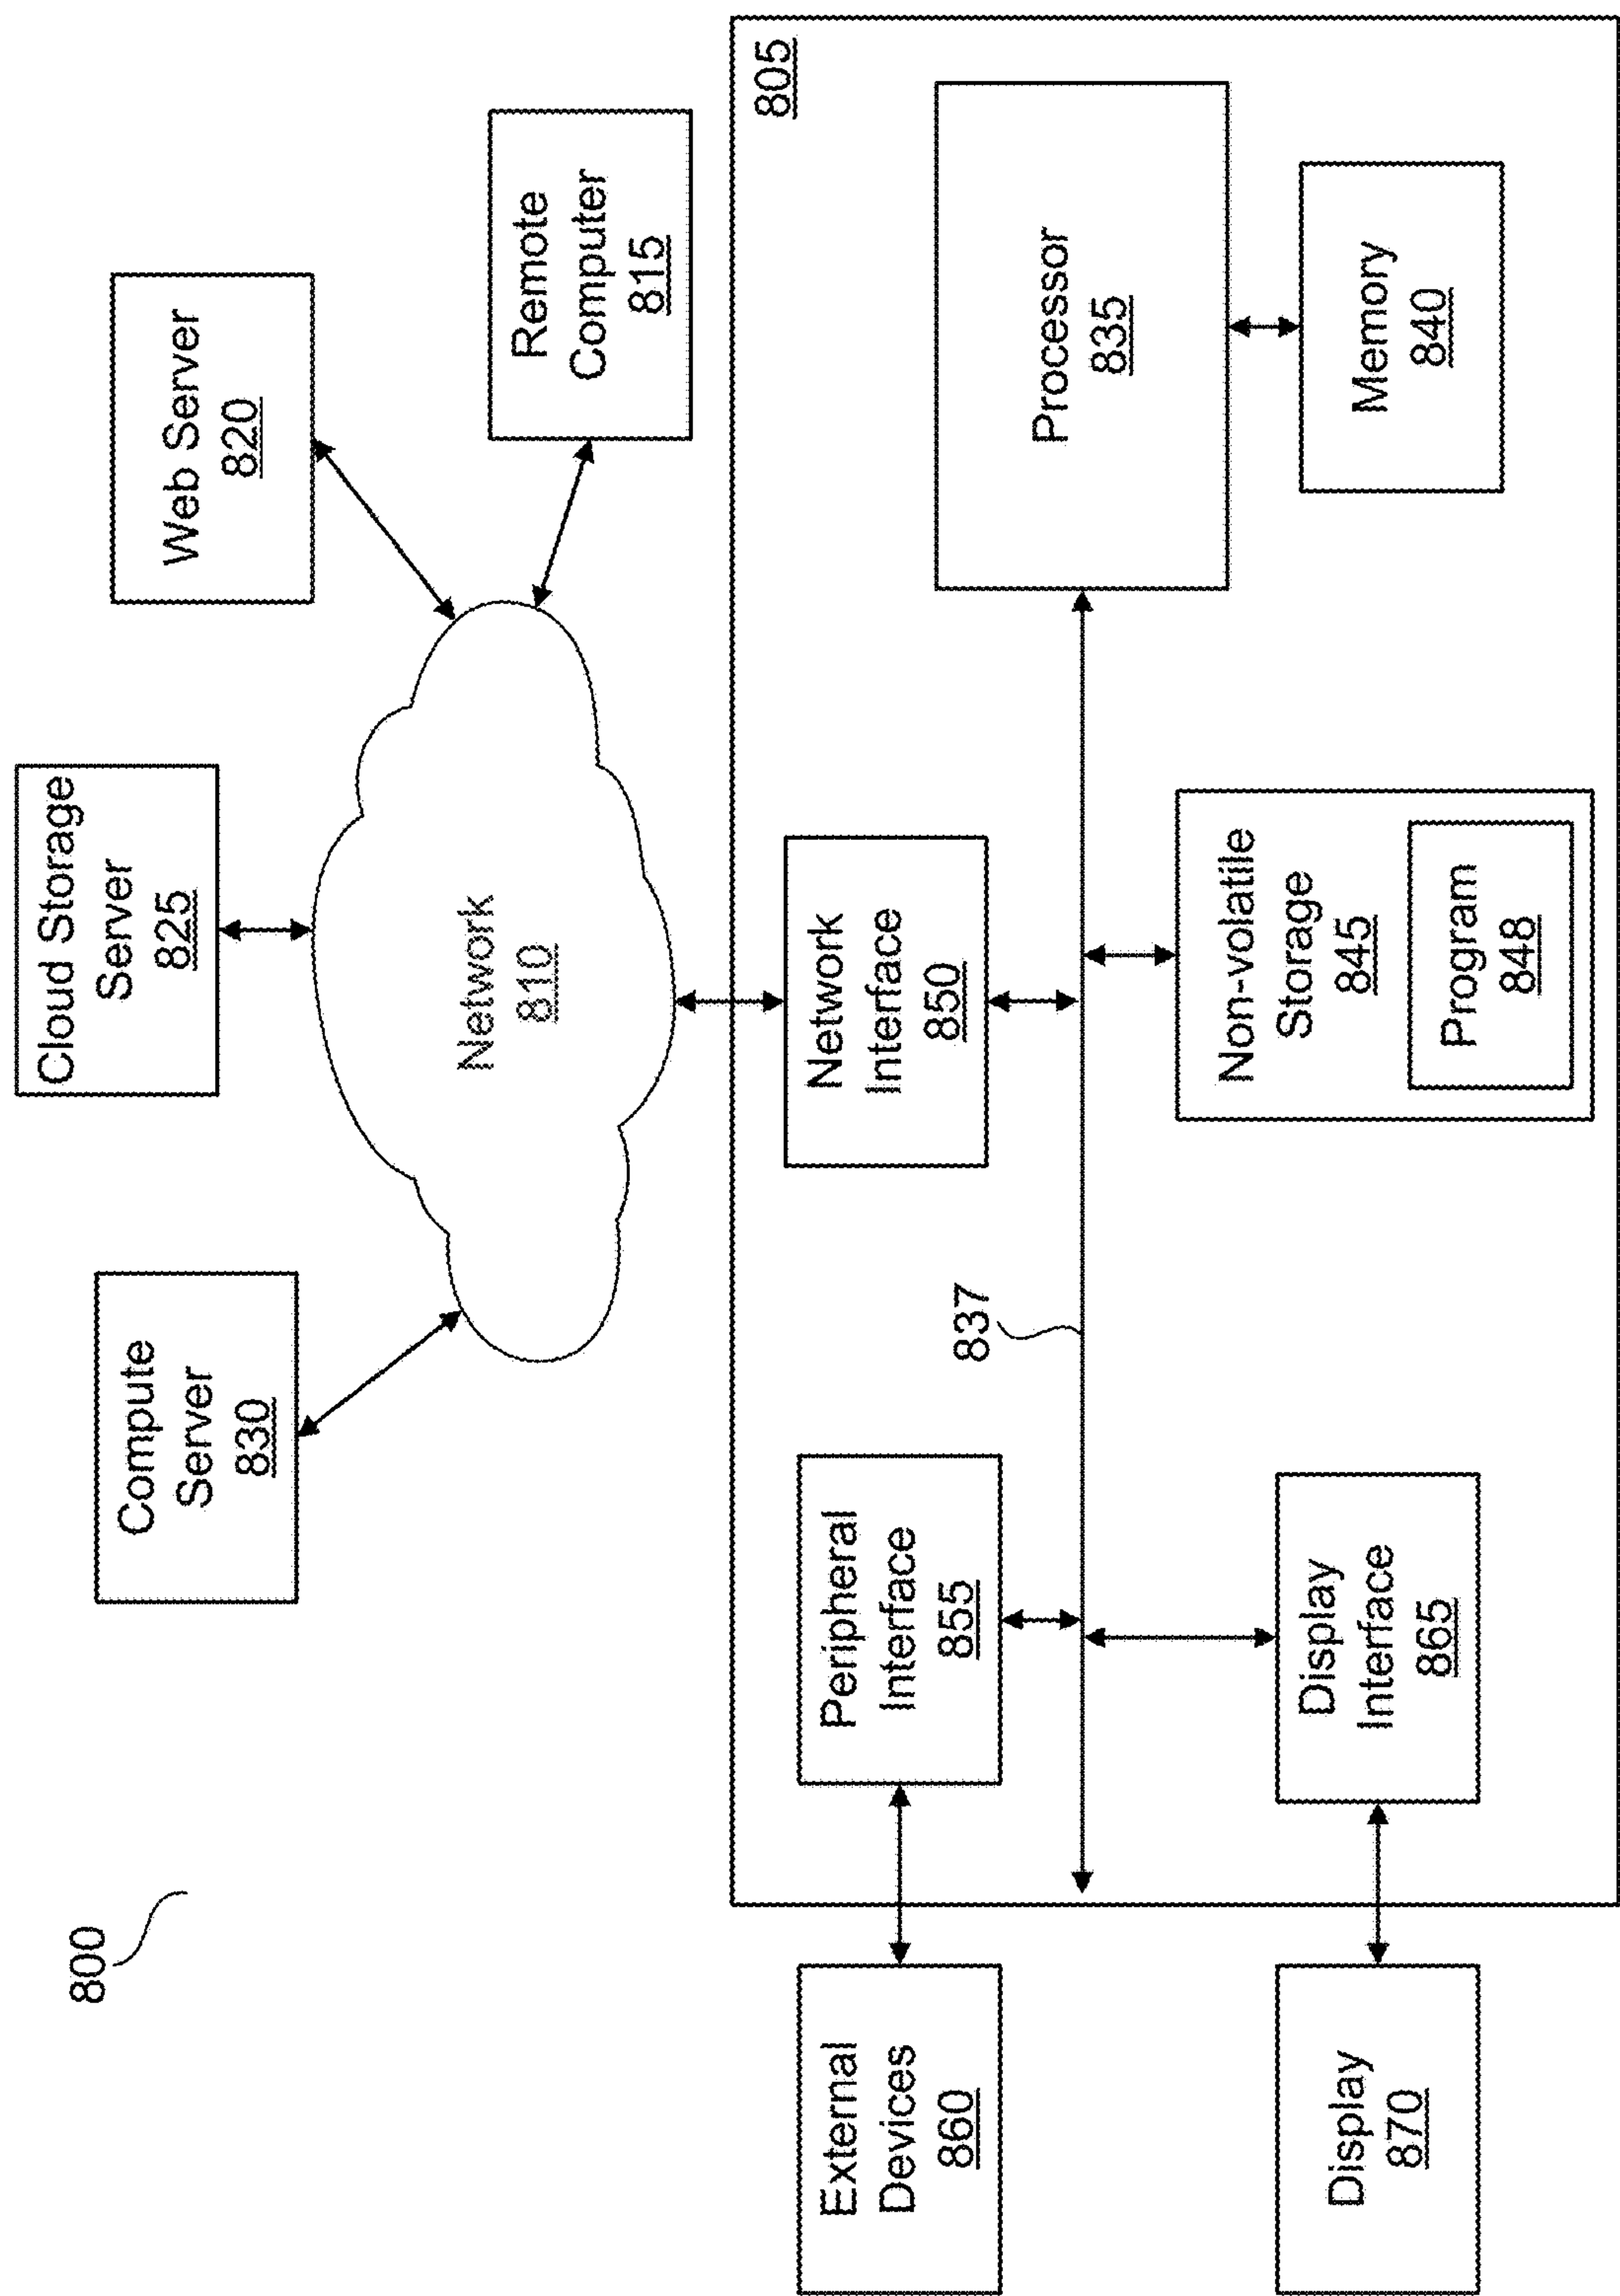 800
Compute
Server
830
Cloud Storage
Server
825
Web Server
820
Remote
Computer
815
Network
810
805
External
Devices
860
Peripheral
Interface
855
Network
Interface
850
Processor
835
837
Display
870
Display
Interface
865
Non-volatile
Storage
845
Program
848
Memory
840